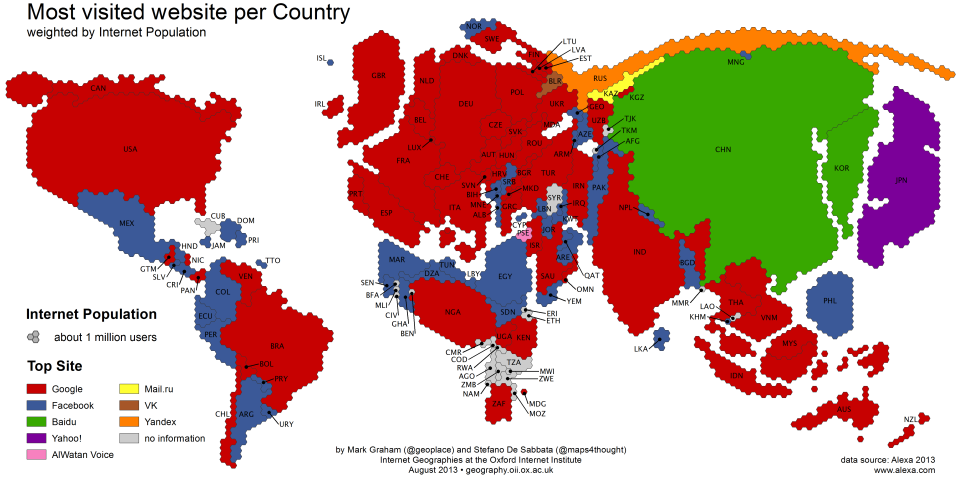 Most visited website per Country
weighted by Internet Population
NOR
SWE
FIN
LTU
LVA
EST
ISL
DNK
GBR
IRL
CAN
USA
NLD
DEU
POL
BLR
RUS
KAZ
KGZ
MNG
BEL
CZE
SVK
UKR
MDA
GEO
UZB
TJK
TKM
AFG
LUX
FRA
AUT
HUN
ROU
AZE
ARM
CHN
KOR
JPN
CHE
SVN
HRV
BGR
TUR
IRN
PAK
PRT
ESP
ITA
BIH
SRB
MKD
MNE
ALB
GRC
SYR
LBN
IRQ
NPL
CYP
PSE
KWT
JOR
ISR
MEX
CUB
DOM
JAM
PRI
HND
NIC
GTM
SLV
CRI
PAN
TTO
VEN
COL
ECU
PER
BRA
BOL
PRY
CHL
ARG
URY
MAR
DZA
TUN
LBY
EGY
ARE
SAU
QAT
OMN
YEM
IND
BGD
MMR
LAO
THA
KHM
VNM
PHL
LKA
MYS
IDN
AUS
NZL
SEN
BFA
MLI
CIV
GHA
BEN
NGA
SDN
ERI
ETH
CMR
COD
RWA
AGO
ZMB
NAM
UGA
KEN
TZA
MWI
ZWE
ZAF
MDG
MOZ
Internet Population
about 1 million users
Top Site
Google
Facebook
Baidu
Yahoo!
AlWatan Voice
Mail.ru
VK
Yandex
no information
by Mark Graham (@geoplace) and Stefano De Sabbata (@maps4thought)
Internet Geographies at the Oxford Internet Institute
August 2013 • geography.oii.ox.ac.uk
data source: Alexa 2013
www.alexa.com